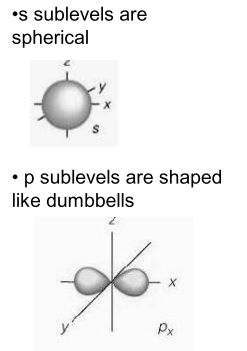 •s sublevels are
spherical
z
y
x
s
• p sublevels are shaped
like dumbbells
z
x
y
Px